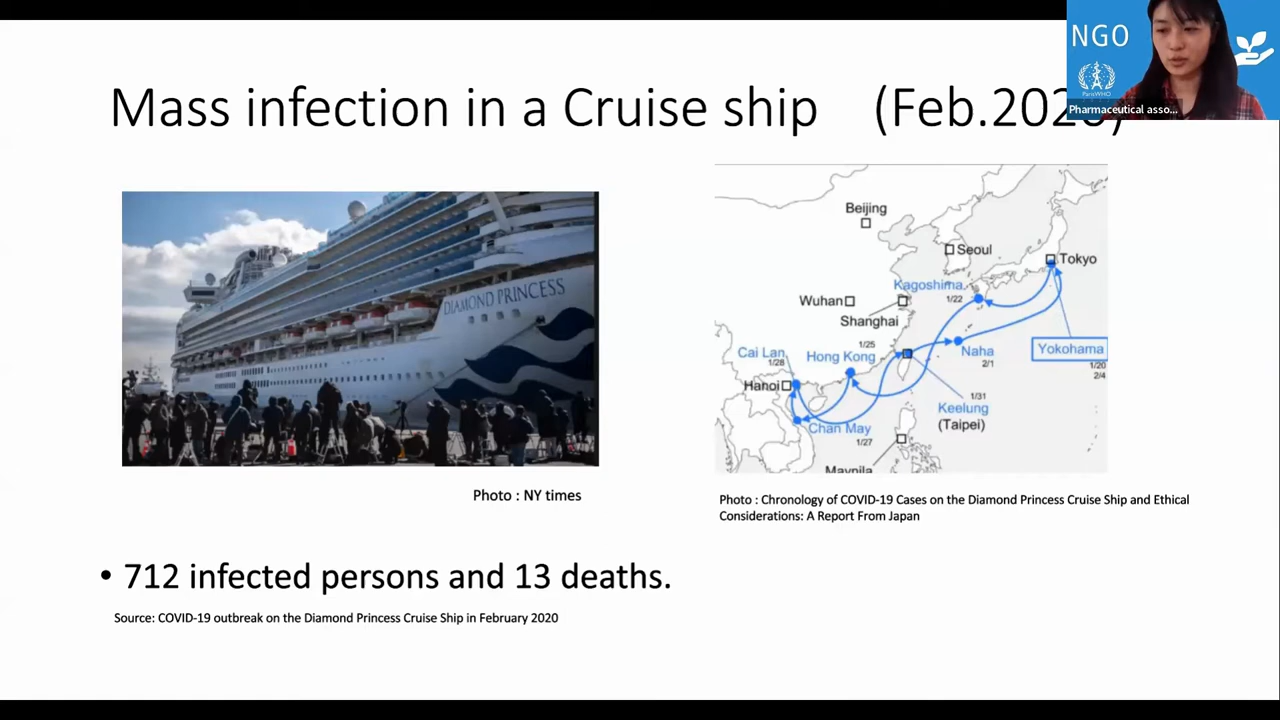 Mass infection in a Cruise ship (Feb.2020)
NGO
ParisWHO
Pharmaceutical asso...
DIAMOND PRINCESS
Photo : NY times
Beijing
Seoul
Tokyo
Kagoshima
1/22
Wuhan
Shanghai
1/25
Cai Lan
1/28
Hong Kong
Naha
2/1
Yokohama
1/20
2/4
Hanoi
1/31
Keelung
(Taipei)
Chan May
1/27
Maynila
Photo : Chronology of COVID-19 Cases on the Diamond Princess Cruise Ship and Ethical
Considerations: A Report From Japan
• 712 infected persons and 13 deaths.
Source: COVID-19 outbreak on the Diamond Princess Cruise Ship in February 2020